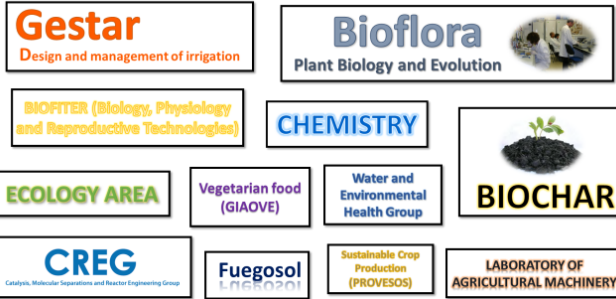 Gestar
Design and management of irrigation
Bioflora
Plant Biology and Evolution
BIOFITER (Biology, Physiology
and Reproductive Technologies)
CHEMISTRY
BIOCHAR
ECOLOGY AREA
Vegetarian food
(GIAOVE)
Water and
Environmental
Health Group
CREG
Catalysis, Molecular Separations and Reactor Engineering Group
Fuegosol
Sustainable Crop
Production
(PROVESOS)
LABORATORY OF
AGRICULTURAL MACHINERY